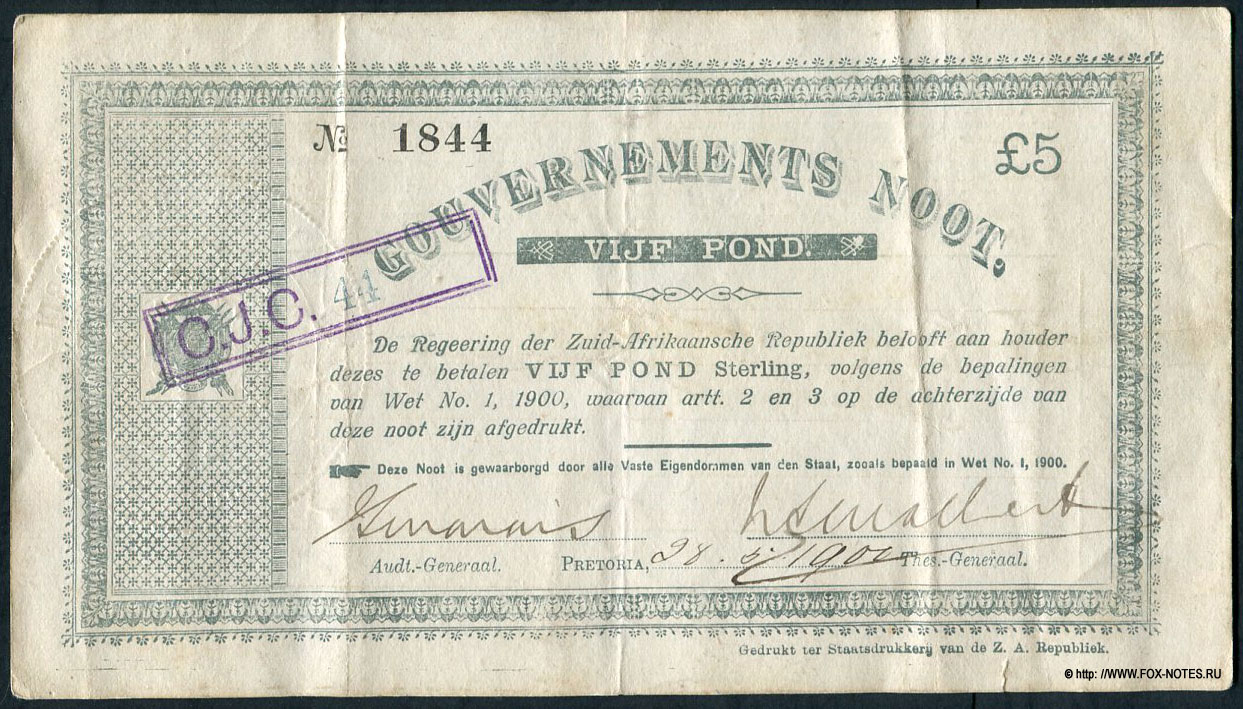 № 1844
£5
GOUVERNEMENTS NOOT.
VIJF POND.
C.J.C. 41
De Regeering der Zuid-Afrikaansche Republiek belooft aan houder
dezes te betalen VIJF POND Sterling, volgens de bepalingen
van Wet No. 1, 1900, waarvan artt. 2 en 3 op de achterzijde van
deze noot zijn afgedrukt.
Deze Noot is gewaarborgd door alle Vaste Eigendommen van den Staat, zooals bepaald in Wet No. 1, 1900.
Audt.-Generaal. PRETORIA, 28. 5/1900 Thes.-Generaal.
Gedrukt ter Staatsdrukkerij van de Z. A. Republiek.
© http: //WWW.FOX-NOTES.RU